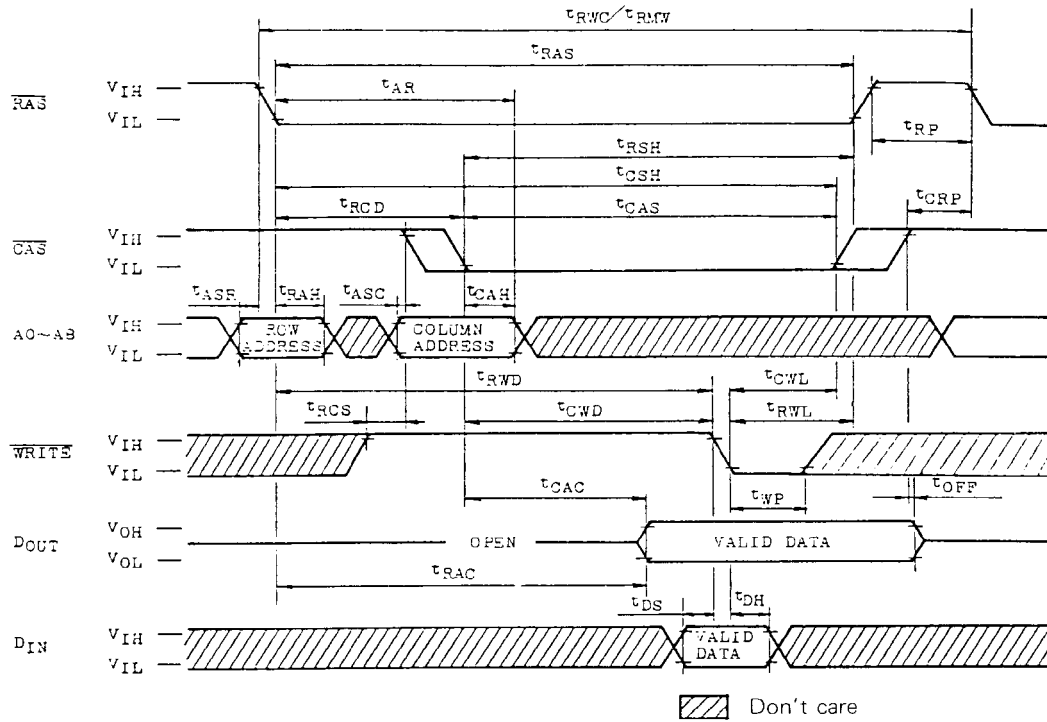 tRWC/tRMW
tRAS
tAR
RAS
VIH
VIL
tRP
tRSH
tCSH
tRCD
tCAS
tCRP
CAS
VIH
VIL
tASR
tRAH
tASC
tCAH
A0~A8
VIH
VIL
ROW
ADDRESS
COLUMN
ADDRESS
tRWD
tCWL
tRCS
tCWD
tRWL
WRITE
VIH
VIL
tCAC
tWP
tOFF
DOUT
VOH
VOL
OPEN
VALID DATA
tRAC
tDS
tDH
DIN
VIH
VIL
VALID
DATA
Don't care